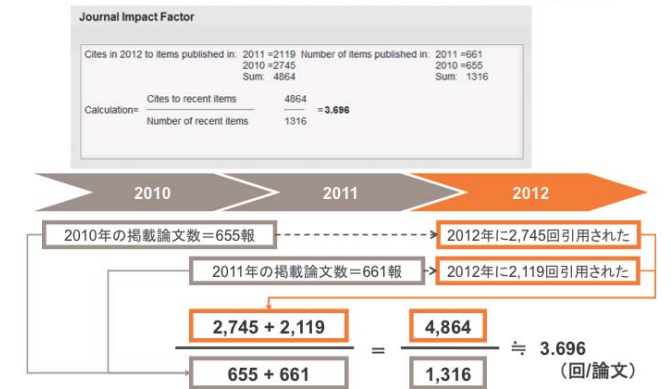 Journal Impact Factor
Cites in 2012 to items published in: 2011 =2119 Number of items published in: 2011 =661
2010 =2745 2010 =655
Sum: 4864 Sum: 1316
Calculation= Cites to recent items 4864 = 3.696
Number of recent items 1316
2010 2011 2012
2010年の掲載論文数＝655報 2012年に2,745回引用された
2011年の掲載論文数＝661報 2012年に2,119回引用された
2,745 + 2,119 = 4,864 ≒ 3.696
655 + 661 1,316 （回/論文）